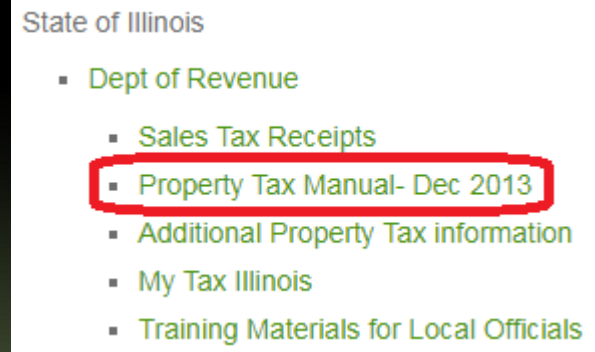 State of Illinois
Dept of Revenue
Sales Tax Receipts
Property Tax Manual- Dec 2013
Additional Property Tax information
My Tax Illinois
Training Materials for Local Officials